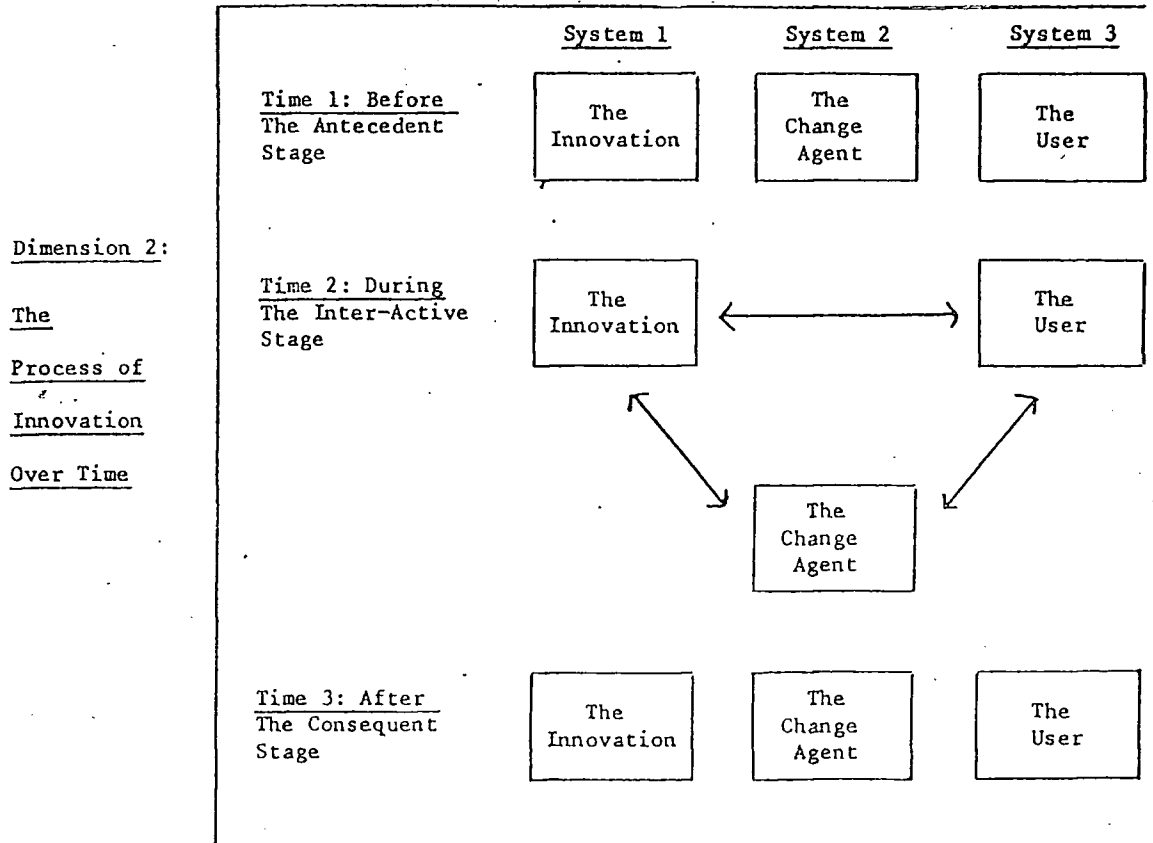 System 1 System 2 System 3
Time 1: Before
The Antecedent
Stage
The
Innovation
The
Change
Agent
The
User
Dimension 2:
The
Process of
Innovation
Over Time
Time 2: During
The Inter-Active
Stage
The
Innovation
The
User
The
Change
Agent
Time 3: After
The Consequent
Stage
The
Innovation
The
Change
Agent
The
User